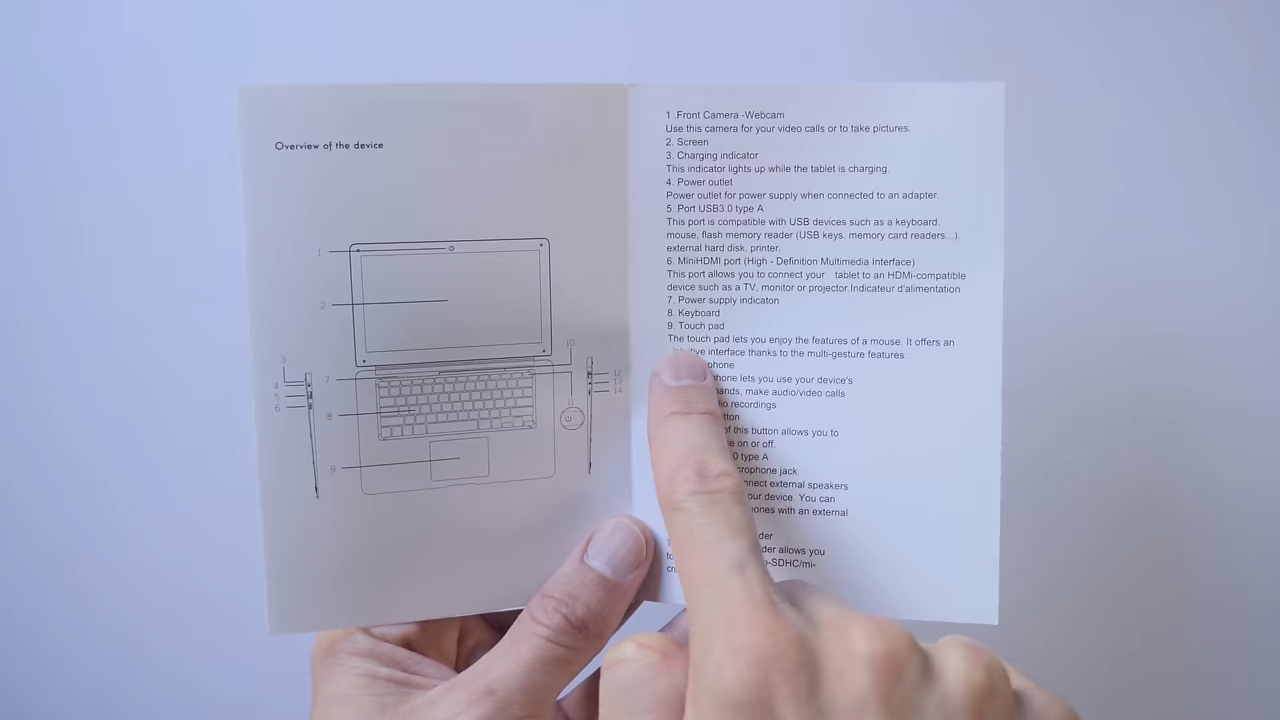 Overview of the device
1
2
3
4
5
6
7
8
9
10
11
12
13
14
1 .Front Camera -Webcam
Use this camera for your video calls or to take pictures.
2. Screen
3. Charging indicator
This indicator lights up while the tablet is charging.
4. Power outlet
Power outlet for power supply when connected to an adapter.
5. Port USB3.0 type A
This port is compatible with USB devices such as a keyboard,
mouse, flash memory reader (USB keys. memory card readers...).
external hard disk. printer.
6. MiniHDMI port (High - Definition Multimedia Interface)
This port allows you to connect your tablet to an HDMi-compatible
device such as a TV, monitor or projector.Indicateur d'alimentation
7. Power supply indicaton
8. Keyboard
9. Touch pad
The touch pad lets you enjoy the features of a mouse. It offers an
interface thanks to the multi-gesture features.
phone
phone lets you use your device's
ands, make audio/video calls
io recordings.
tton
of this button allows you to
e on or off.
.0 type A
crophone jack
nnect external speakers
our device. You can
ones with an external
der
der allows you
to
o-SDHC/mi-